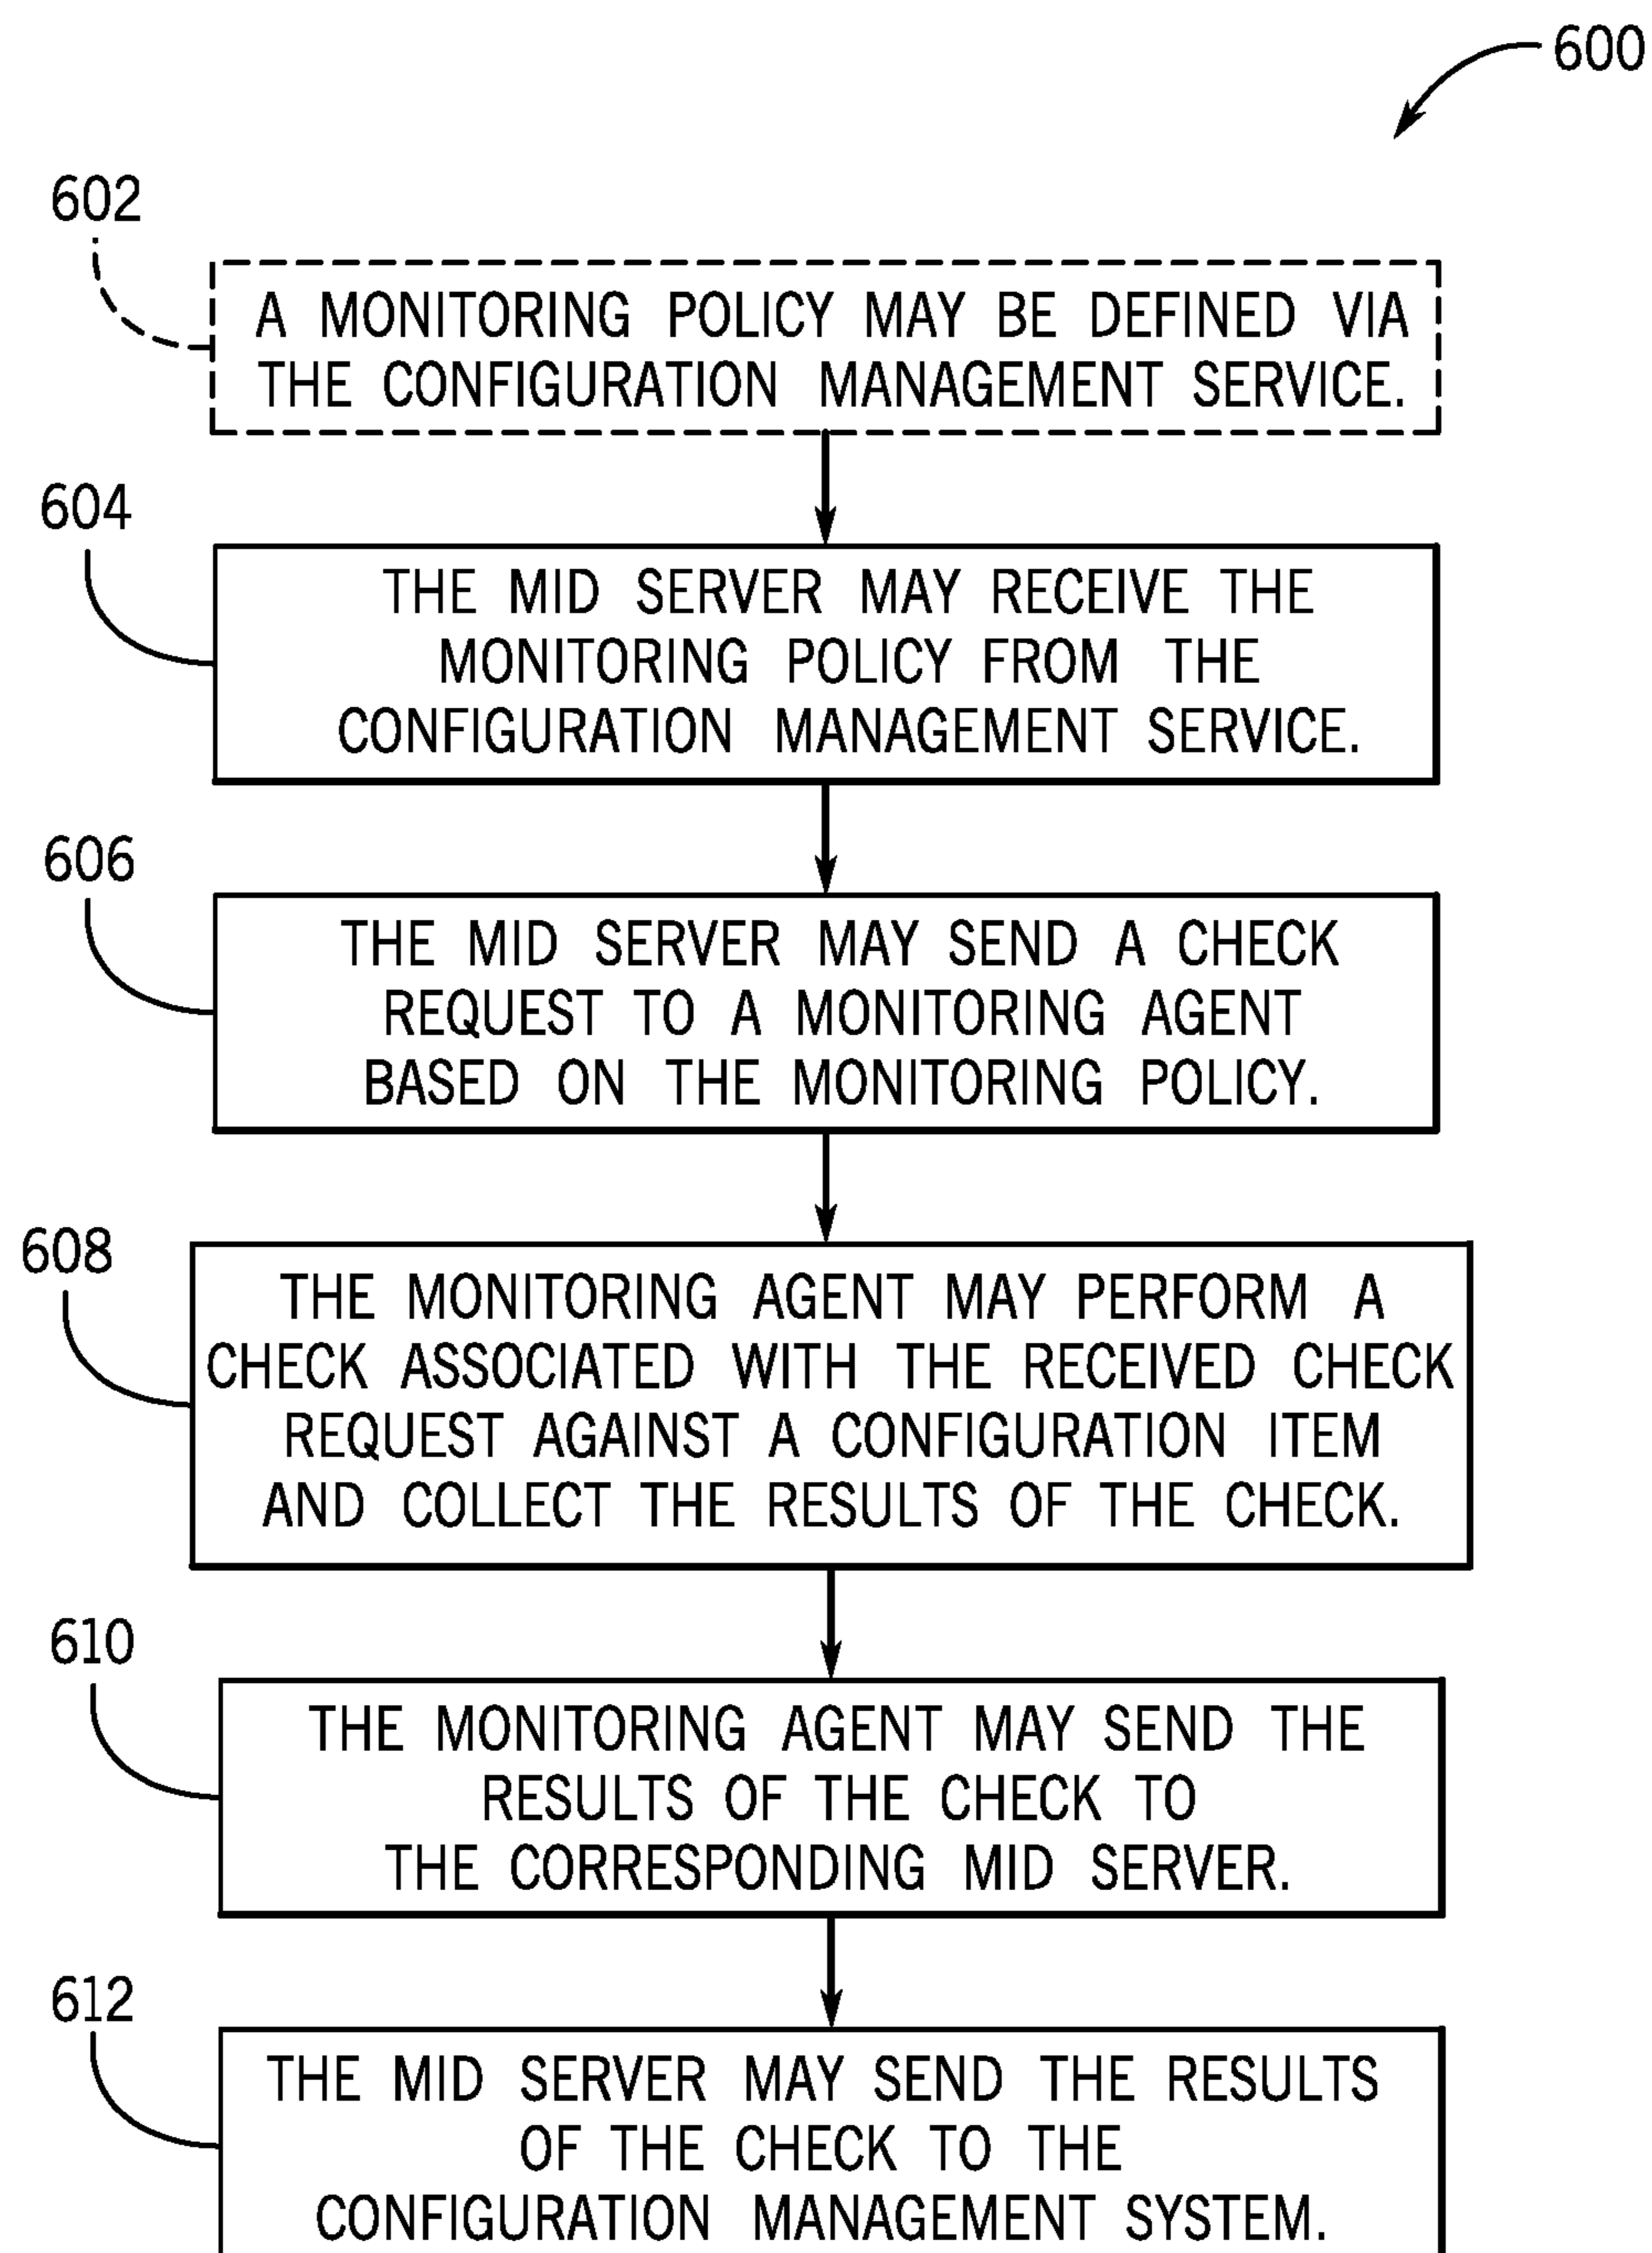 600
602
A MONITORING POLICY MAY BE DEFINED VIA
THE CONFIGURATION MANAGEMENT SERVICE.
604
THE MID SERVER MAY RECEIVE THE
MONITORING POLICY FROM THE
CONFIGURATION MANAGEMENT SERVICE.
606
THE MID SERVER MAY SEND A CHECK
REQUEST TO A MONITORING AGENT
BASED ON THE MONITORING POLICY.
608
THE MONITORING AGENT MAY PERFORM A
CHECK ASSOCIATED WITH THE RECEIVED CHECK
REQUEST AGAINST A CONFIGURATION ITEM
AND COLLECT THE RESULTS OF THE CHECK.
610
THE MONITORING AGENT MAY SEND THE
RESULTS OF THE CHECK TO
THE CORRESPONDING MID SERVER.
612
THE MID SERVER MAY SEND THE RESULTS
OF THE CHECK TO THE
CONFIGURATION MANAGEMENT SYSTEM.